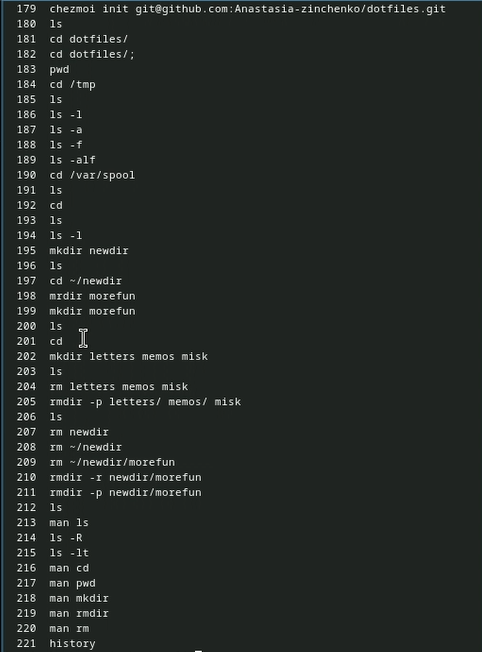 179 chezmoi init git@github.com:Anastasia-zinchenko/dotfiles.git
180 ls
181 cd dotfiles/
182 cd dotfiles/;
183 pwd
184 cd /tmp
185 ls
186 ls -l
187 ls -a
188 ls -f
189 ls -alf
190 cd /var/spool
191 ls
192 cd
193 ls
194 ls -l
195 mkdir newdir
196 ls
197 cd ~/newdir
198 mrdir morefun
199 mkdir morefun
200 ls
201 cd
202 mkdir letters memos misk
203 ls
204 rm letters memos misk
205 rmdir -p letters/ memos/ misk
206 ls
207 rm newdir
208 rm ~/newdir
209 rm ~/newdir/morefun
210 rmdir -r newdir/morefun
211 rmdir -p newdir/morefun
212 ls
213 man ls
214 ls -R
215 ls -lt
216 man cd
217 man pwd
218 man mkdir
219 man rmdir
220 man rm
221 history